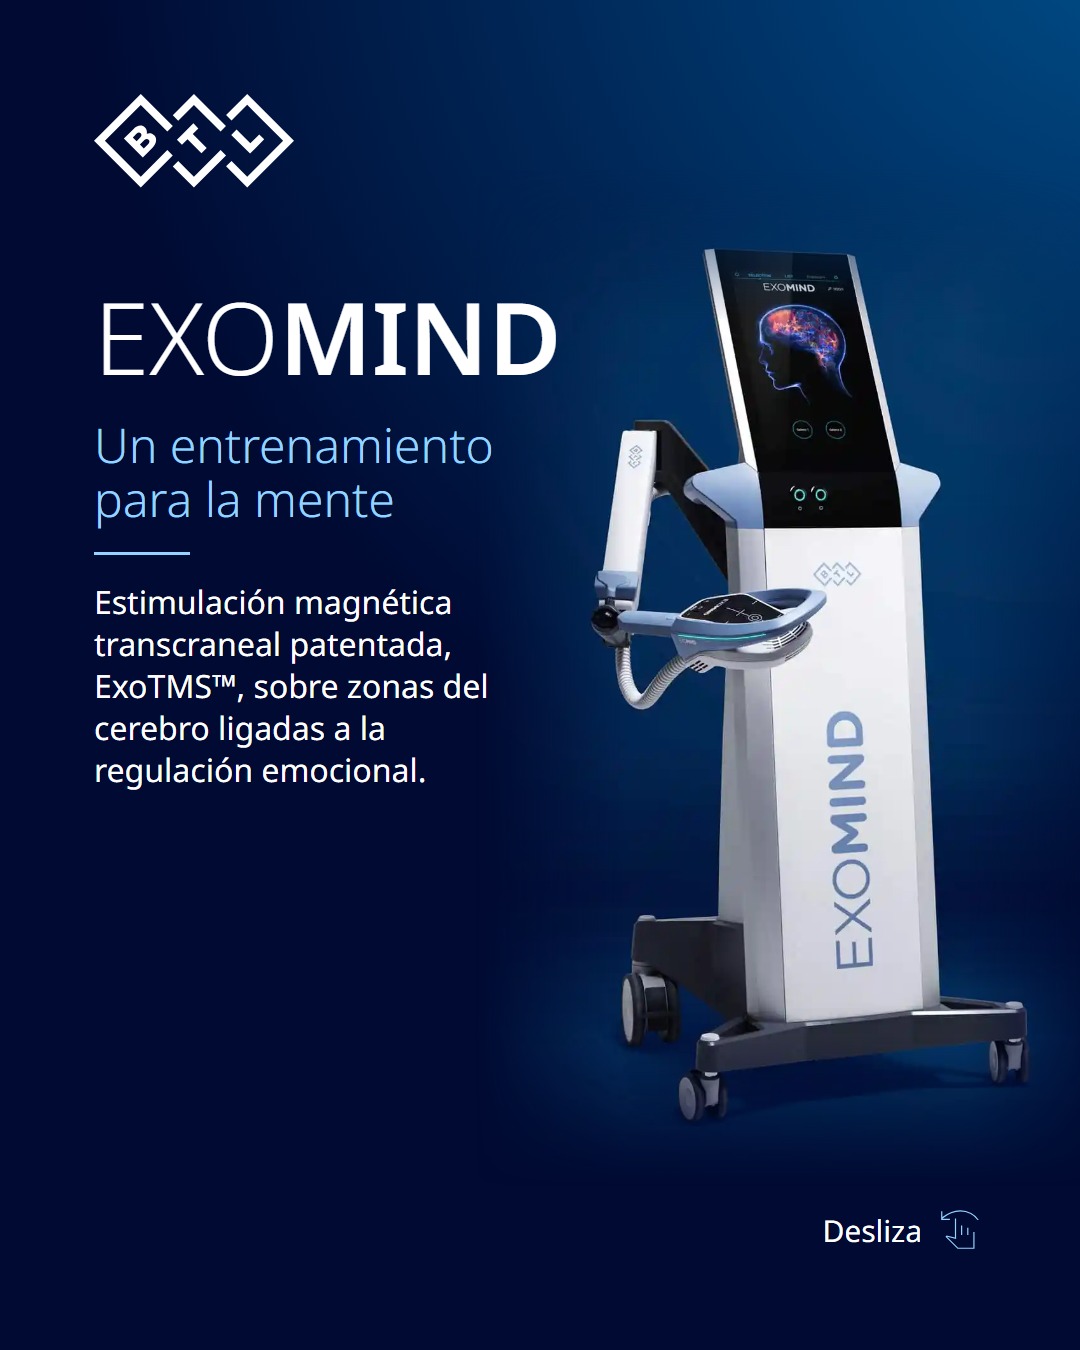 BTL
EXOMIND
Un entrenamiento
para la mente
Estimulación magnética
transcraneal patentada,
ExoTMS™, sobre zonas del
cerebro ligadas a la
regulación emocional.
EXOMIND
BTL
EXOMIND
Desliza